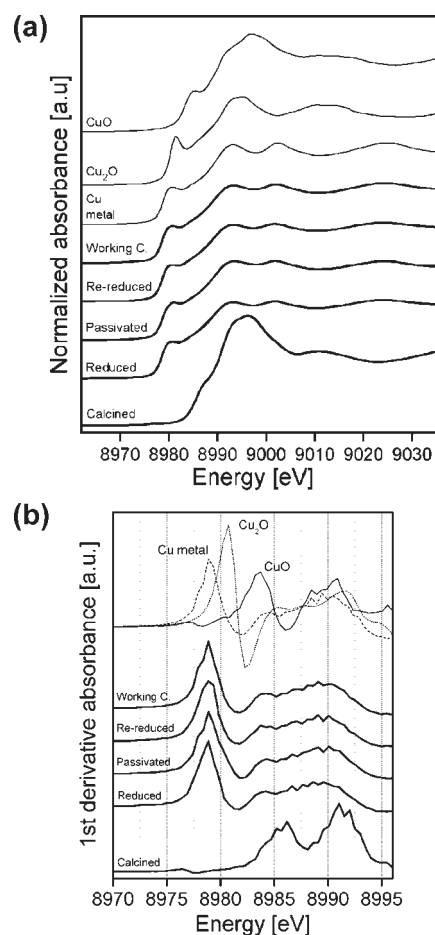 (a)
Normalized absorbance [a.u]
CuO
Cu2O
Cu
metal
Working C.
Re-reduced
Passivated
Reduced
Calcined
8970 8980 8990 9000 9010 9020 9030
Energy [eV]
(b)
1st derivative absorbance [a.u.]
Cu2O
Cu metal
CuO
Working C.
Re-reduced
Passivated
Reduced
Calcined
8970 8975 8980 8985 8990 8995
Energy [eV]